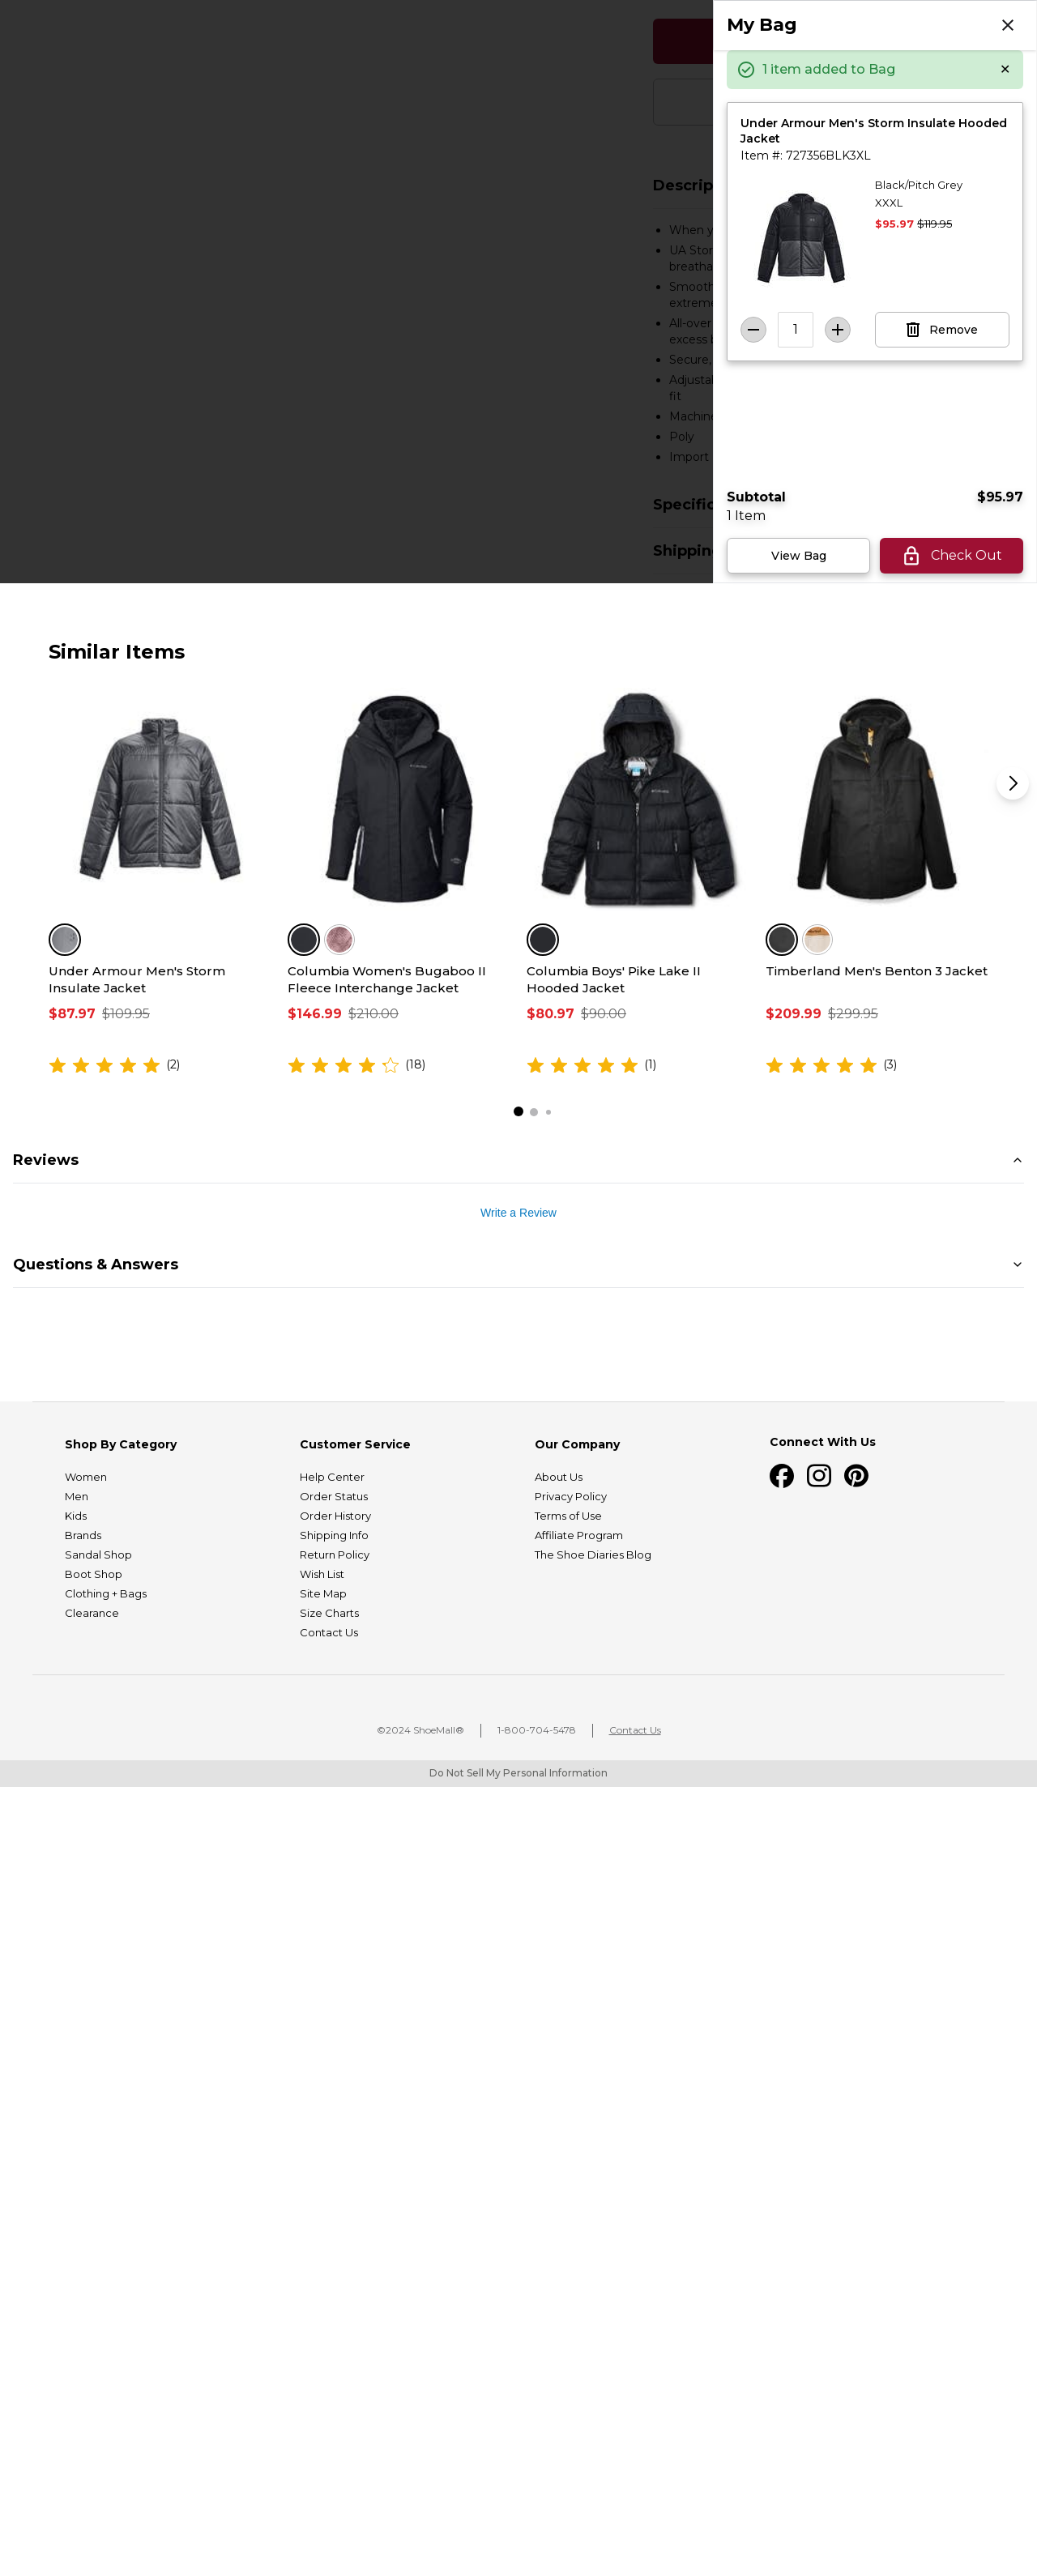 My Bag
1 item added to Bag
Under Armour Men's Storm Insulate Hooded
Jacket
Item #: 727356BLK3XL
Black/Pitch Grey
XXXL
$95.97 $119.95
1
Remove
Subtotal $95.97
1 Item
View Bag
Check Out
When y
UA Stor
breatha
Smooth
extreme
All-over
excess b
Secure,
Adjusta
fit
Machine
Poly
Import
Similar Items
Under Armour Men's Storm
Insulate Jacket
$87.97 $109.95
(2)
Columbia Women's Bugaboo II
Fleece Interchange Jacket
$146.99 $210.00
(18)
Columbia Boys' Pike Lake II
Hooded Jacket
$80.97 $90.00
(1)
Timberland Men's Benton 3 Jacket
$209.99 $299.95
(3)
Reviews
Write a Review
Questions & Answers
Shop By Category
Women
Men
Kids
Brands
Sandal Shop
Boot Shop
Clothing + Bags
Clearance
Customer Service
Help Center
Order Status
Order History
Shipping Info
Return Policy
Wish List
Site Map
Size Charts
Contact Us
Our Company
About Us
Privacy Policy
Terms of Use
Affiliate Program
The Shoe Diaries Blog
Connect With Us
©2024 ShoeMall®
1-800-704-5478
Contact Us
Do Not Sell My Personal Information